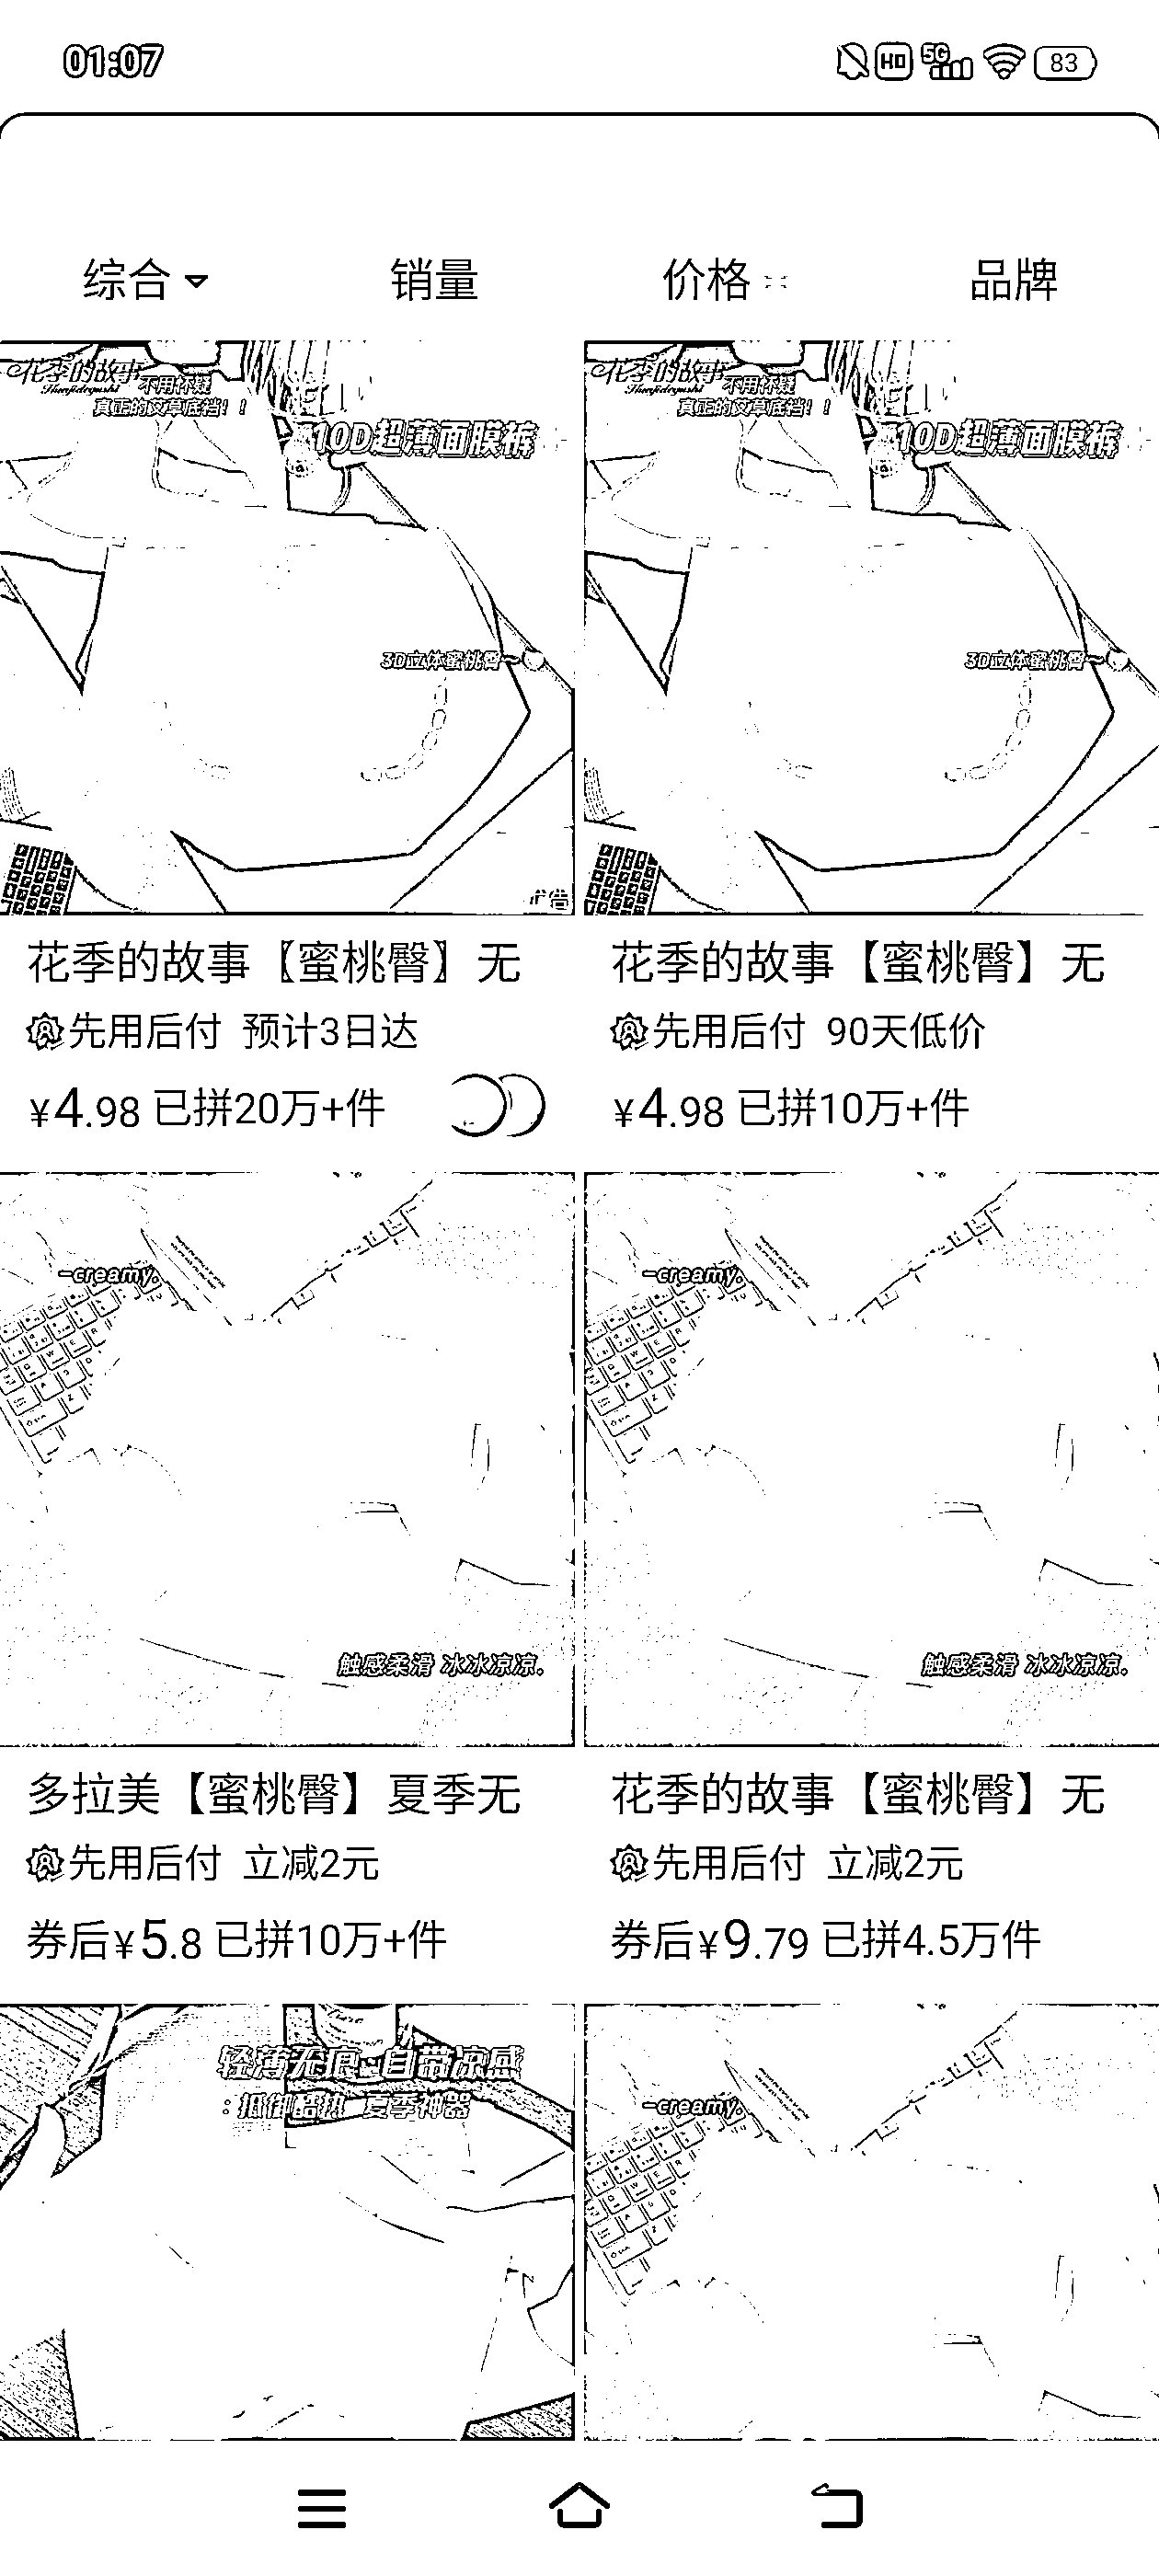 01:07
HD 5G 83
综合 销量 价格 品牌
花季的故事
不用怀疑
真正的艾草底裆！！
10D超薄面膜裤
3D立体蜜桃臀
广告
花季的故事
不用怀疑
真正的艾草底裆！！
10D超薄面膜裤
3D立体蜜桃臀
花季的故事【蜜桃臀】无
先用后付 预计3日达
¥4.98 已拼20万+件
花季的故事【蜜桃臀】无
先用后付 90天低价
¥4.98 已拼10万+件
-creamy.
触感柔滑 冰冰凉凉。
-creamy.
触感柔滑 冰冰凉凉。
多拉美【蜜桃臀】夏季无
先用后付 立减2元
券后¥5.8 已拼10万+件
花季的故事【蜜桃臀】无
先用后付 立减2元
券后¥9.79 已拼4.5万件
轻薄无痕·自带凉感
抵御酷热 夏季神器
-creamy.